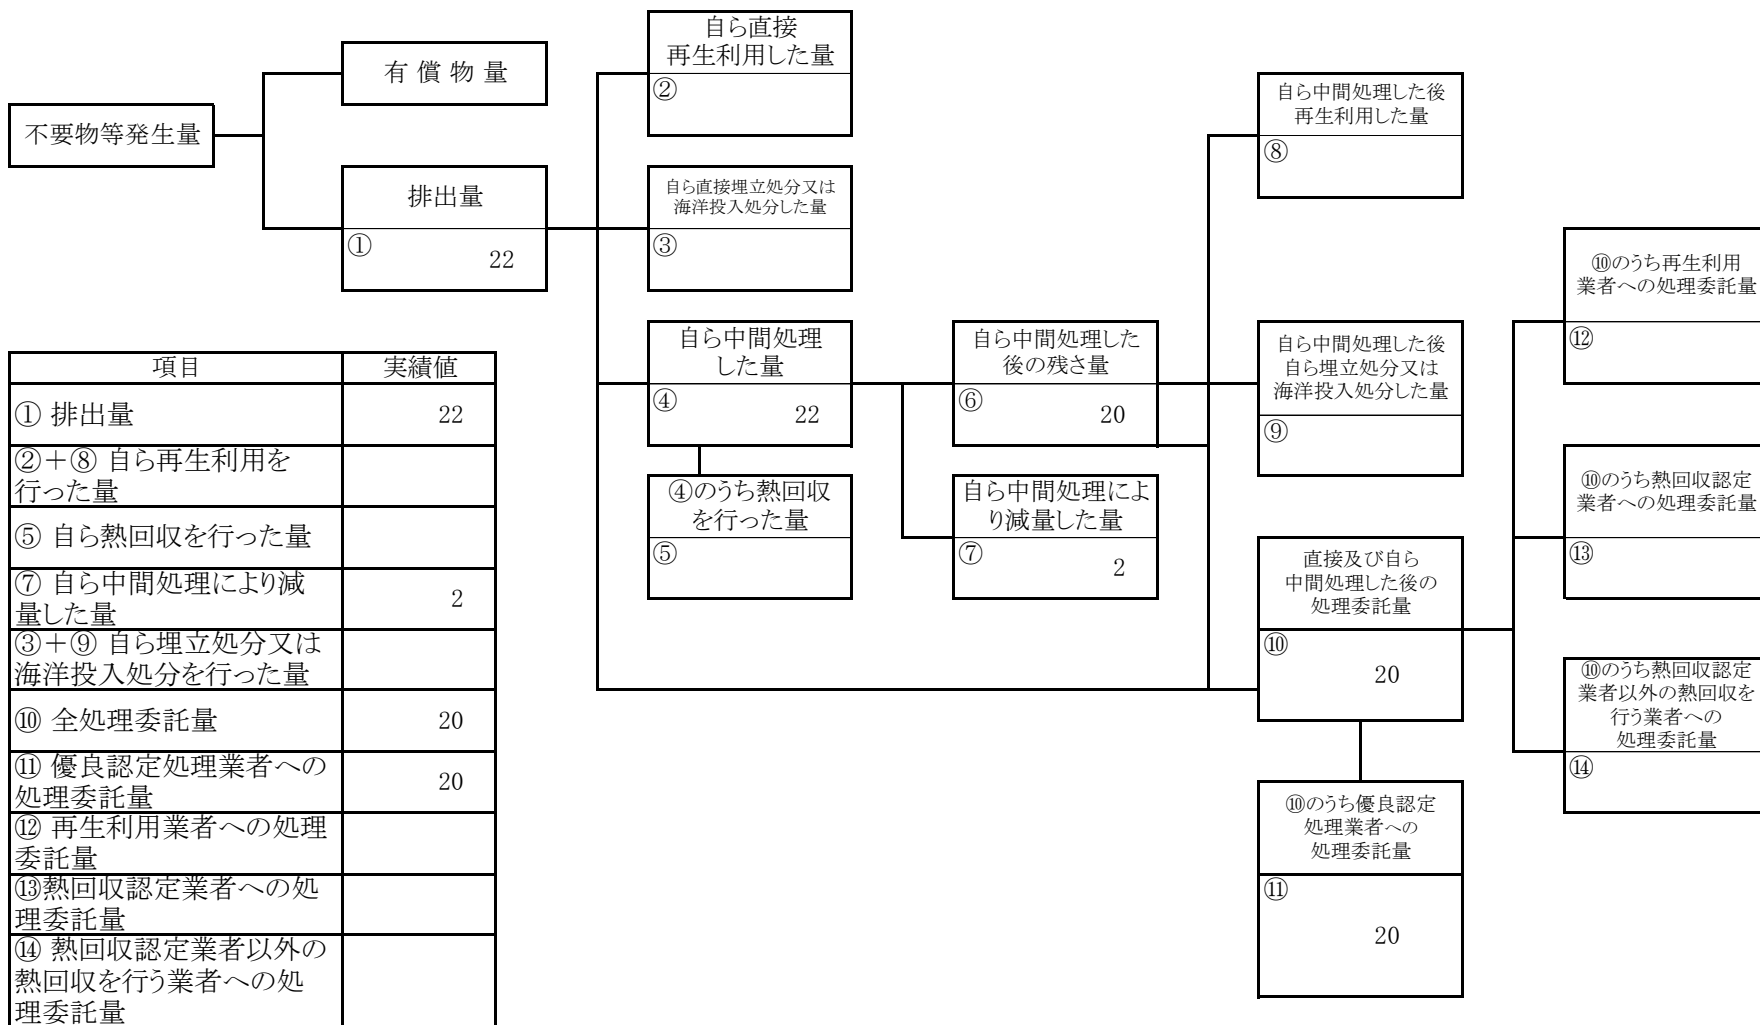 不要物等発生量
有 償 物 量
排出量
①
22
自ら直接
再生利用した量
②
自ら直接埋立処分又は
海洋投入処分した量
③
自ら中間処理
した量
④
22
④のうち熱回収
を行った量
⑤
自ら中間処理した
後の残さ量
⑥
20
自ら中間処理によ
り減量した量
⑦
2
自ら中間処理した後
再生利用した量
⑧
自ら中間処理した後
自ら埋立処分又は
海洋投入処分した量
⑨
直接及び自ら
中間処理した後の
処理委託量
⑩
20
⑩のうち優良認定
処理業者への
処理委託量
⑪
20
⑩のうち再生利用
業者への処理委託量
⑫
⑩のうち熱回収認定
業者への処理委託量
⑬
⑩のうち熱回収認定
業者以外の熱回収を
行う業者への
処理委託量
⑭
項目 実績値
① 排出量 22
②＋⑧ 自ら再生利用を
行った量
⑤ 自ら熱回収を行った量
⑦ 自ら中間処理により減
量した量 2
③＋⑨ 自ら埋立処分又は
海洋投入処分を行った量
⑩ 全処理委託量 20
⑪ 優良認定処理業者への
処理委託量 20
⑫ 再生利用業者への処理
委託量
⑬熱回収認定業者への処
理委託量
⑭ 熱回収認定業者以外の
熱回収を行う業者への処
理委託量